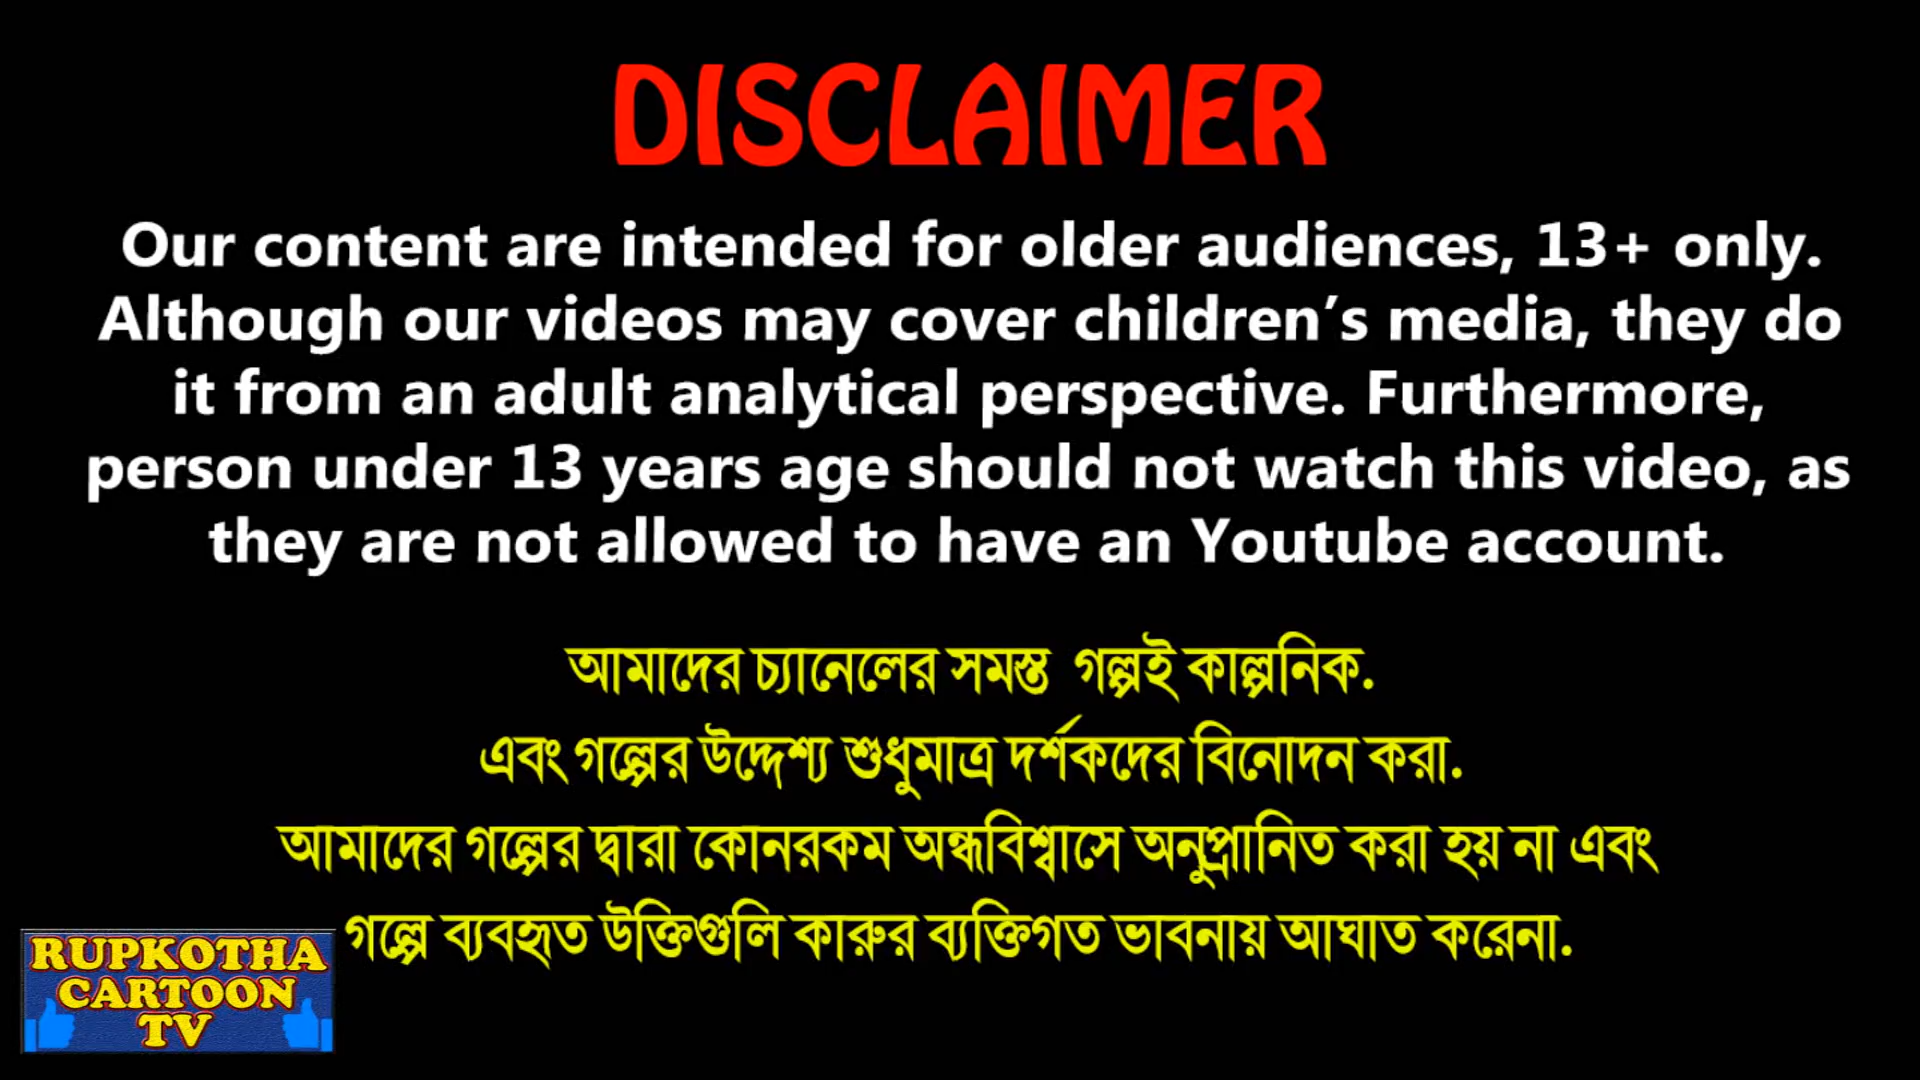 DISCLAIMER
Our content are intended for older audiences, 13+ only.
Although our videos may cover children’s media, they do
it from an adult analytical perspective. Furthermore,
person under 13 years age should not watch this video, as
they are not allowed to have an Youtube account.
আমাদের চ্যানেলের সমস্ত গল্পই কাল্পনিক.
এবং গল্পের উদ্দেশ্য শুধুমাত্র দর্শকদের বিনোদন করা.
আমাদের গল্পের দ্বারা কোনরকম অন্ধবিশ্বাসে অনুপ্রানিত করা হয় না এবং
গল্পে ব্যবহৃত উক্তিগুলি কারুর ব্যক্তিগত ভাবনায় আঘাত করেনা.
RUPKOTHA
CARTOON
TV